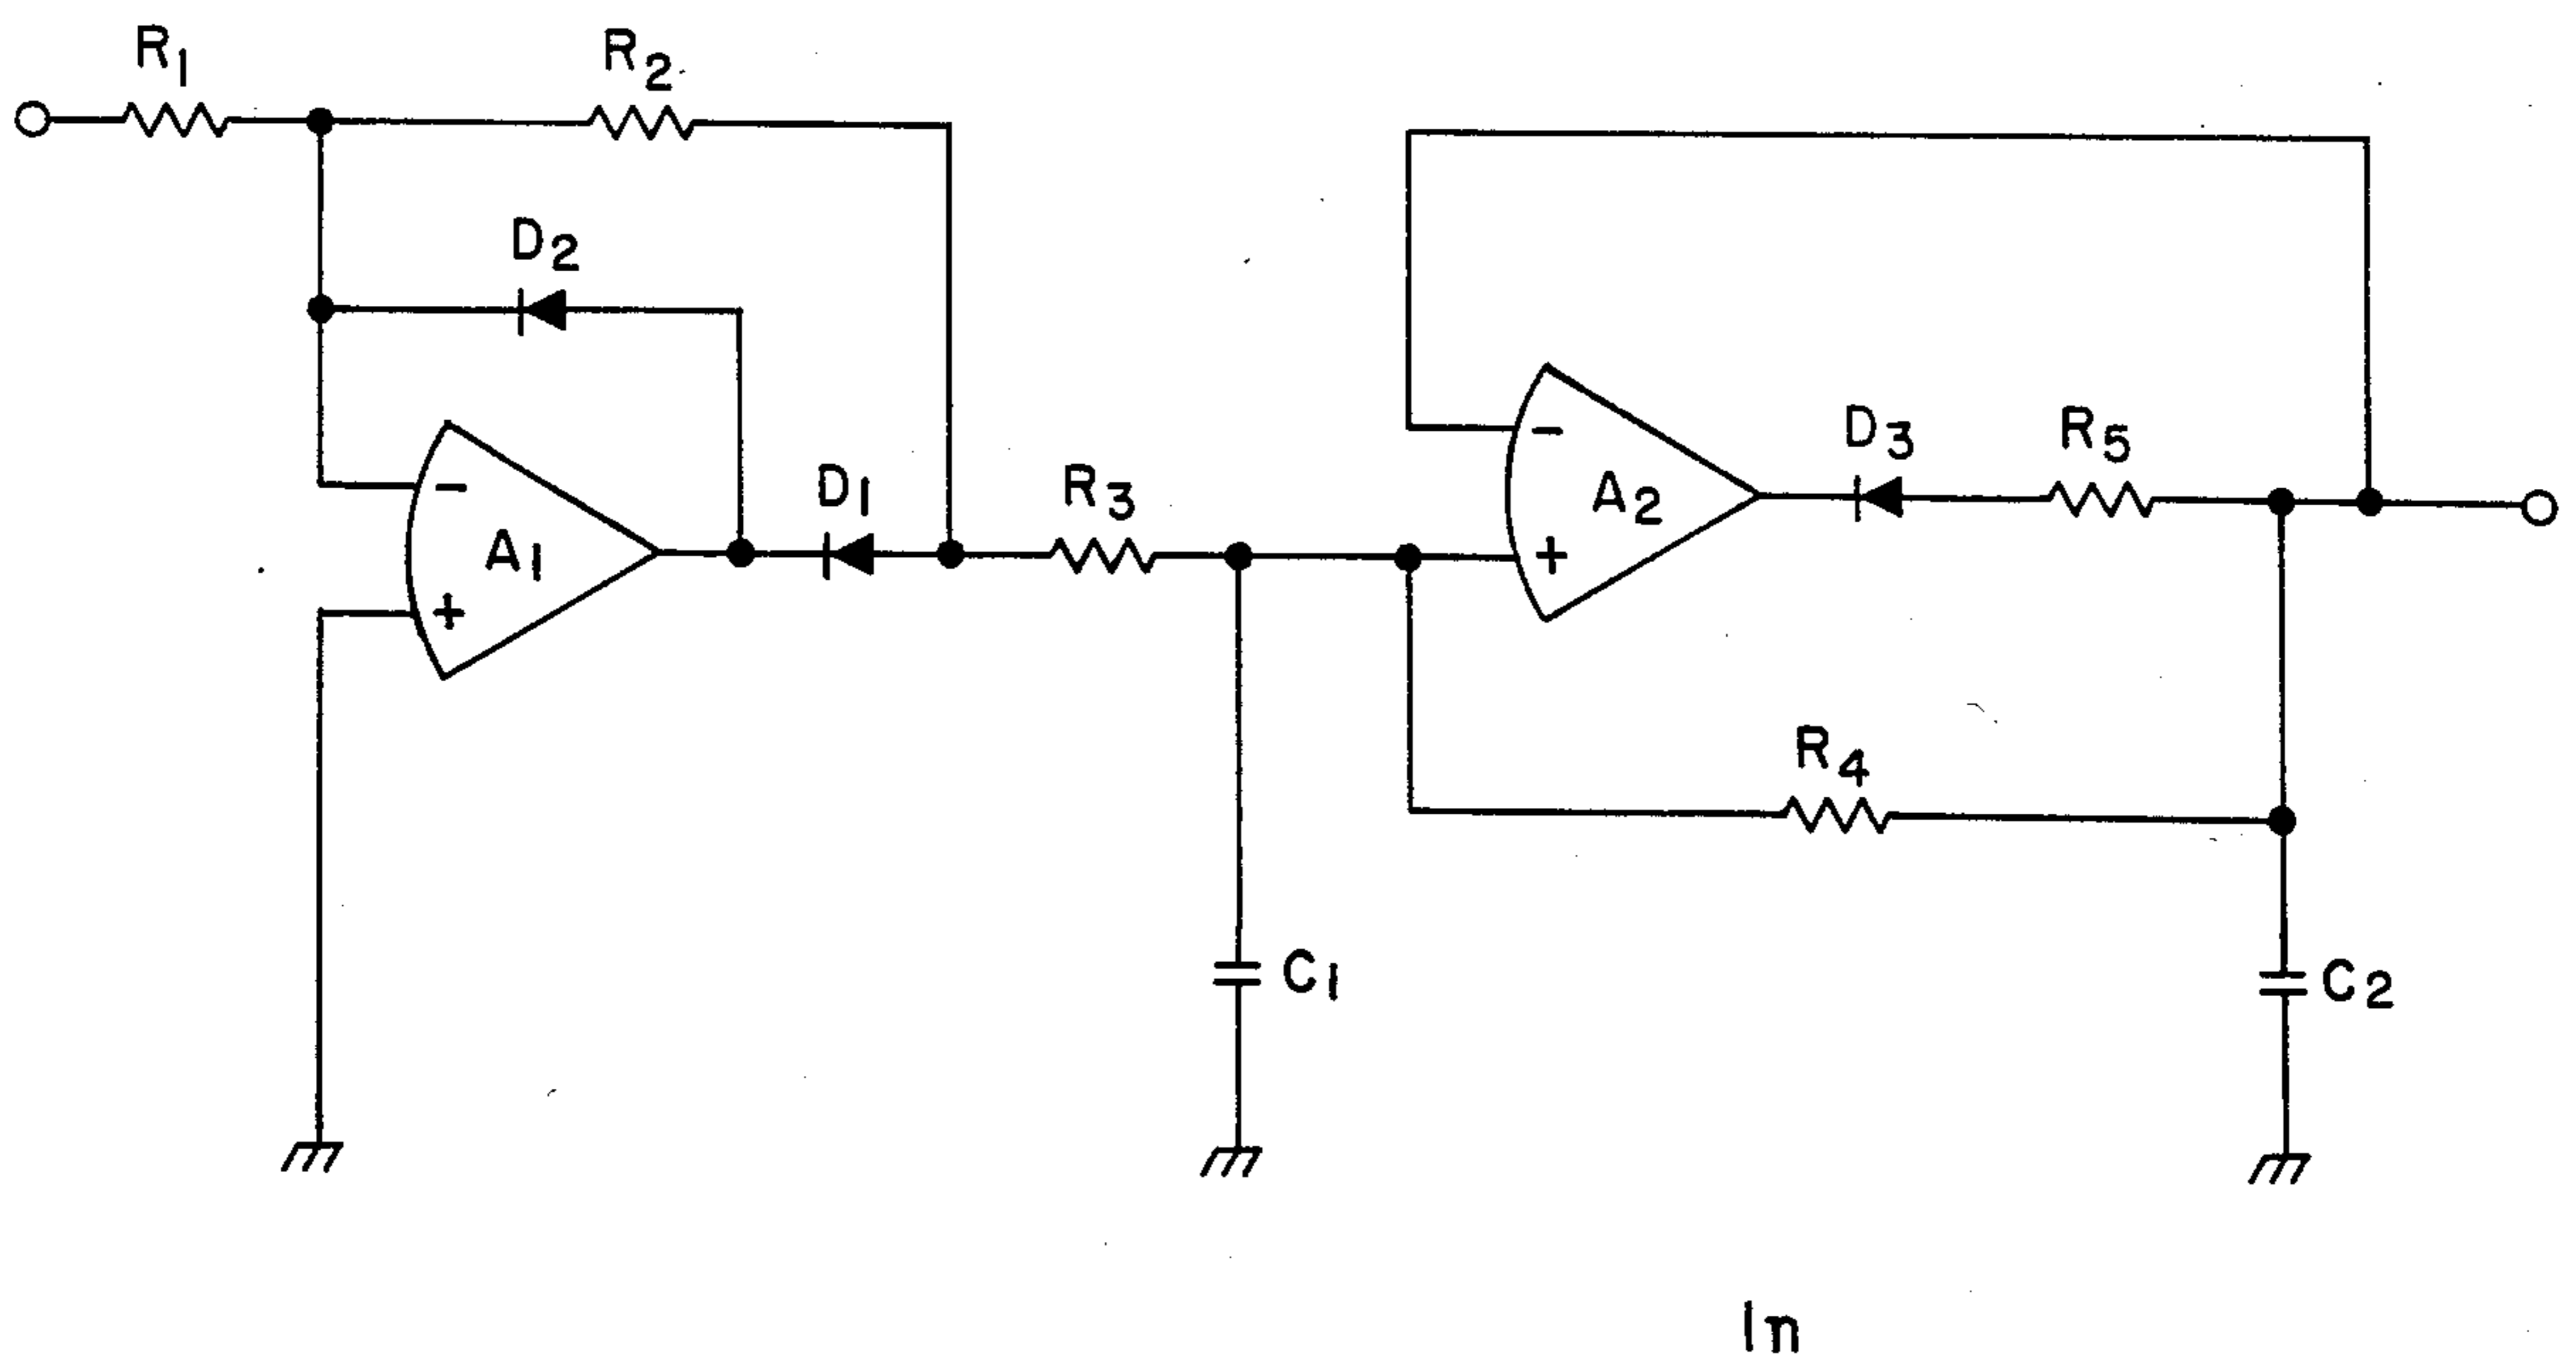 R1
R2
D2
D1
R3
A1
-
+
D3
R5
A2
-
+
R4
C1
C2
In